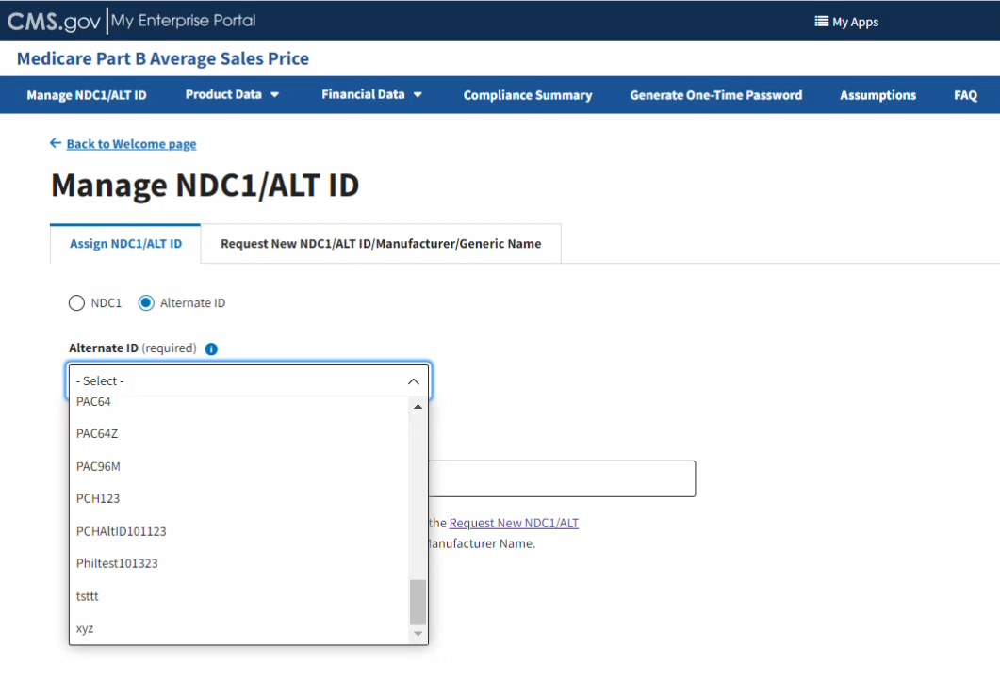 CMS.gov My Enterprise Portal
My Apps
Medicare Part B Average Sales Price
Manage NDC1/ALT ID Product Data Financial Data Compliance Summary Generate One-Time Password Assumptions FAQ
Back to Welcome page
Manage NDC1/ALT ID
Assign NDC1/ALT ID Request New NDC1/ALT ID/Manufacturer/Generic Name
NDC1 Alternate ID
Alternate ID (required)
- Select -
PAC64
PAC64Z
PAC96M
PCH123
the Request New NDC1/ALT
PCHAltID101123
Manufacturer Name.
Philtest101323
tsttt
xyz